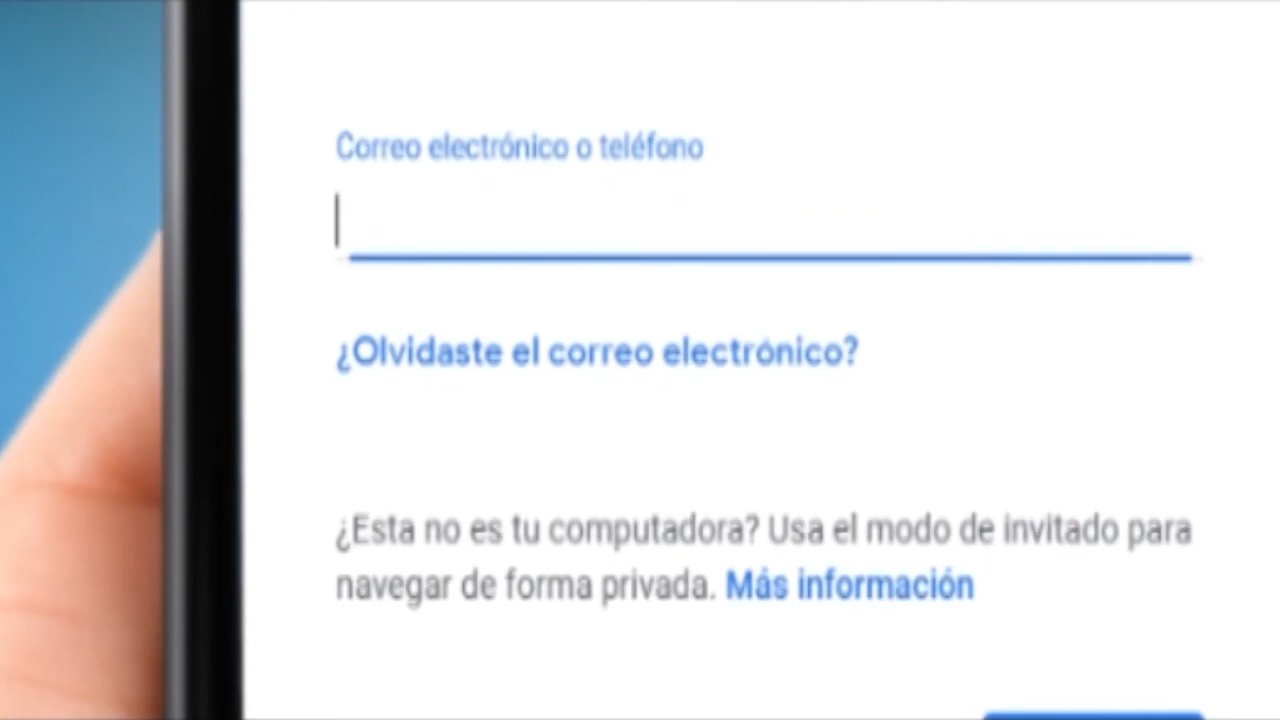 Correo electrónico o teléfono
¿Olvidaste el correo electrónico?
¿Esta no es tu computadora? Usa el modo de invitado para
navegar de forma privada. Más información